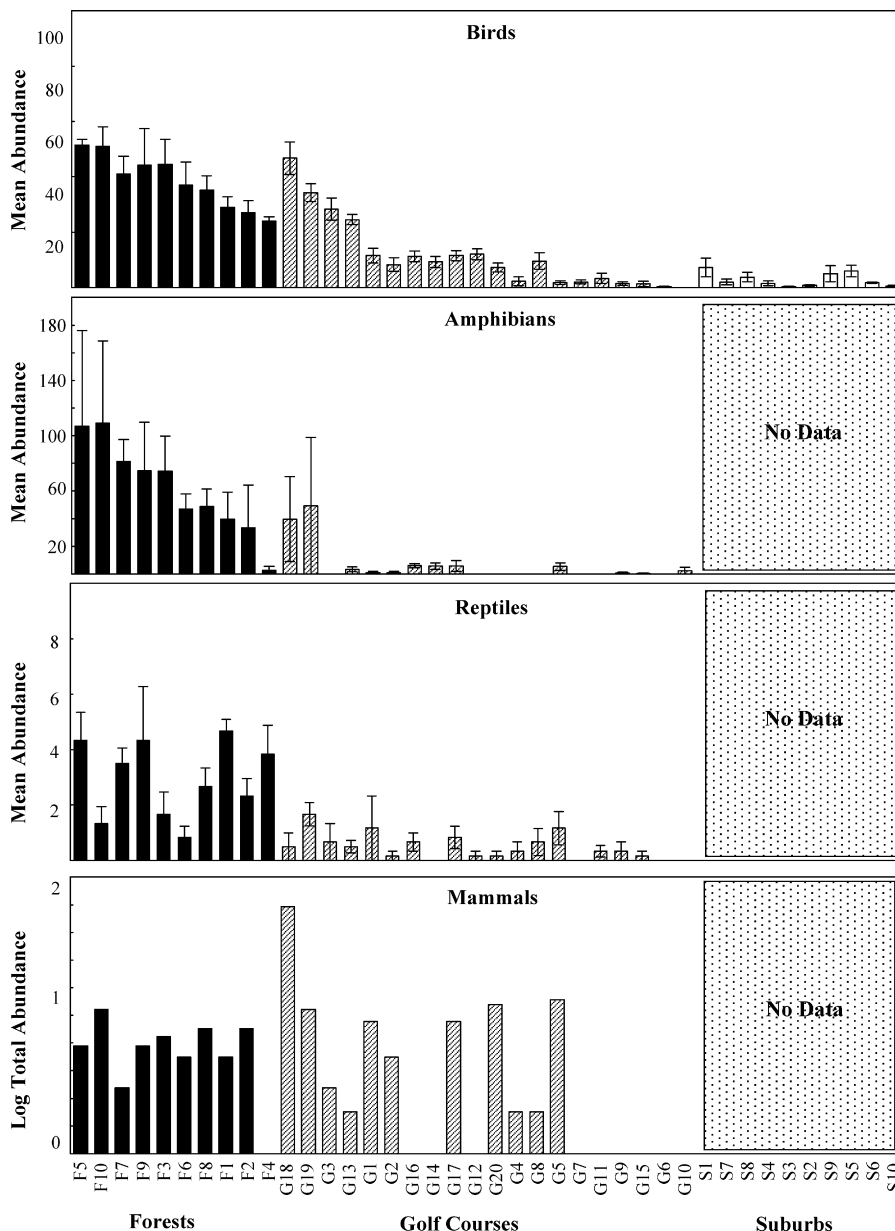 Birds
Mean Abundance
100
80
60
40
20
Amphibians
Mean Abundance
180
140
100
60
20
No Data
Reptiles
Mean Abundance
8
6
4
2
No Data
Mammals
Log Total Abundance
2
1
0
No Data
F5 F10 F7 F9 F3 F6 F8 F1 F2 F4 G18 G19 G3 G13 G1 G2 G16 G14 G17 G12 G20 G4 G8 G5 G7 G11 G9 G15 G6 G10 S1 S7 S8 S4 S3 S2 S9 S5 S6 S10
Forests Golf Courses Suburbs